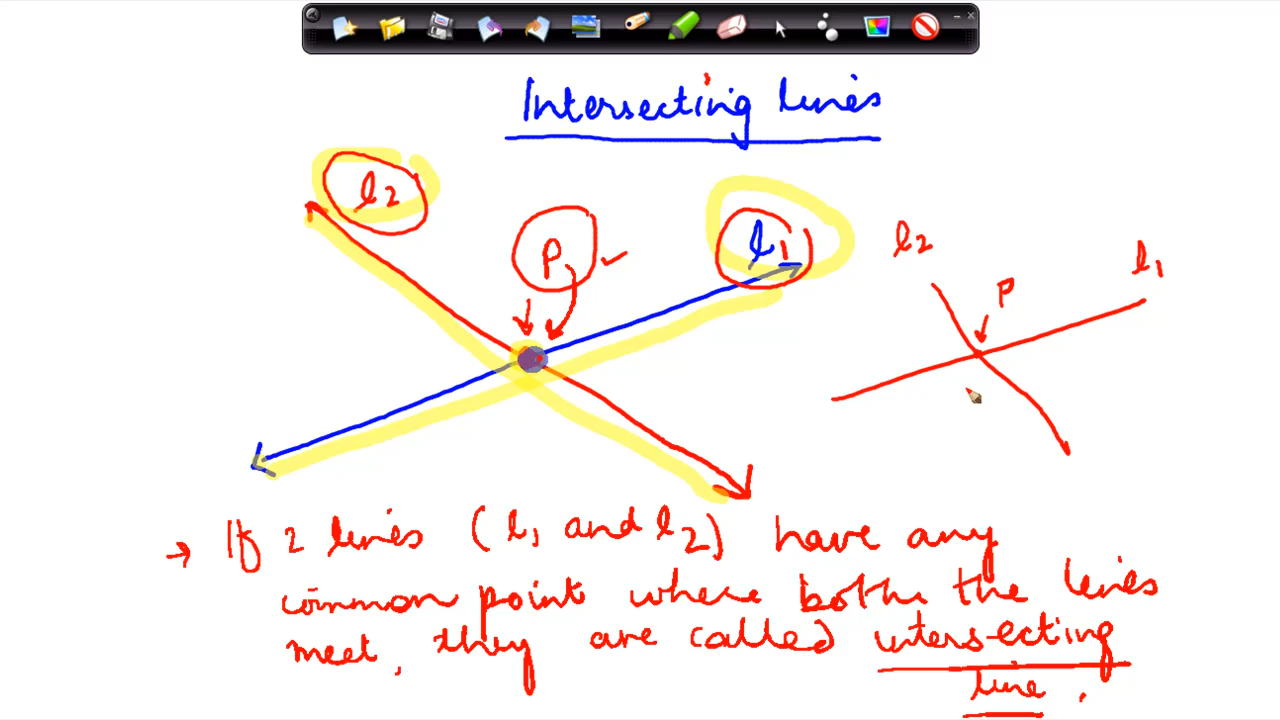 Intersecting lines
l2
P
l1
l2
P
l1
→ If 2 lines (l1 and l2) have any
common point where both the lines
meet, they are called intersecting
line.